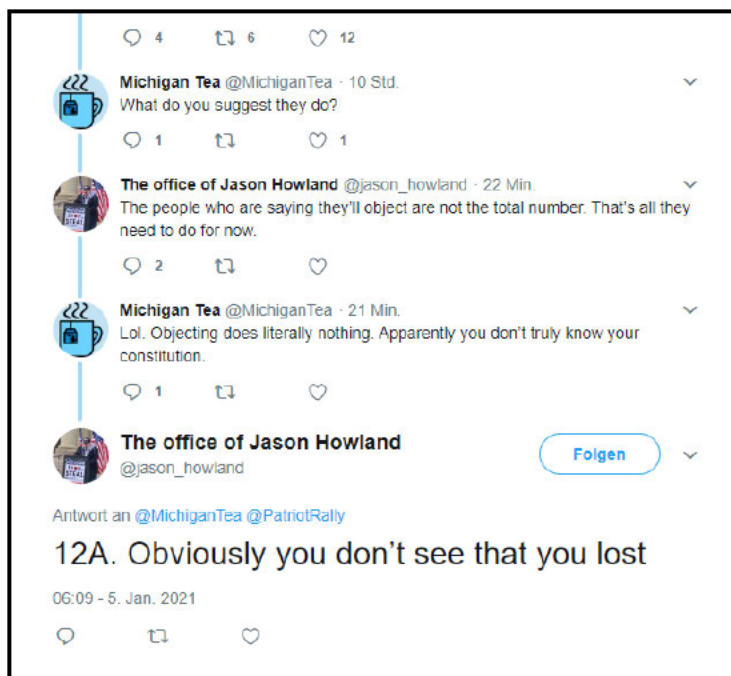 4 6 12
Michigan Tea @MichiganTea · 10 Std.
What do you suggest they do?
1 1
The office of Jason Howland @jason_howland · 22 Min.
The people who are saying they'll object are not the total number. That's all they
need to do for now.
2
Michigan Tea @MichiganTea · 21 Min.
Lol. Objecting does literally nothing. Apparently you don't truly know your
constitution.
1
The office of Jason Howland
@jason_howland
Folgen
Antwort an @MichiganTea @PatriotRally
12A. Obviously you don't see that you lost
06:09 - 5. Jan. 2021